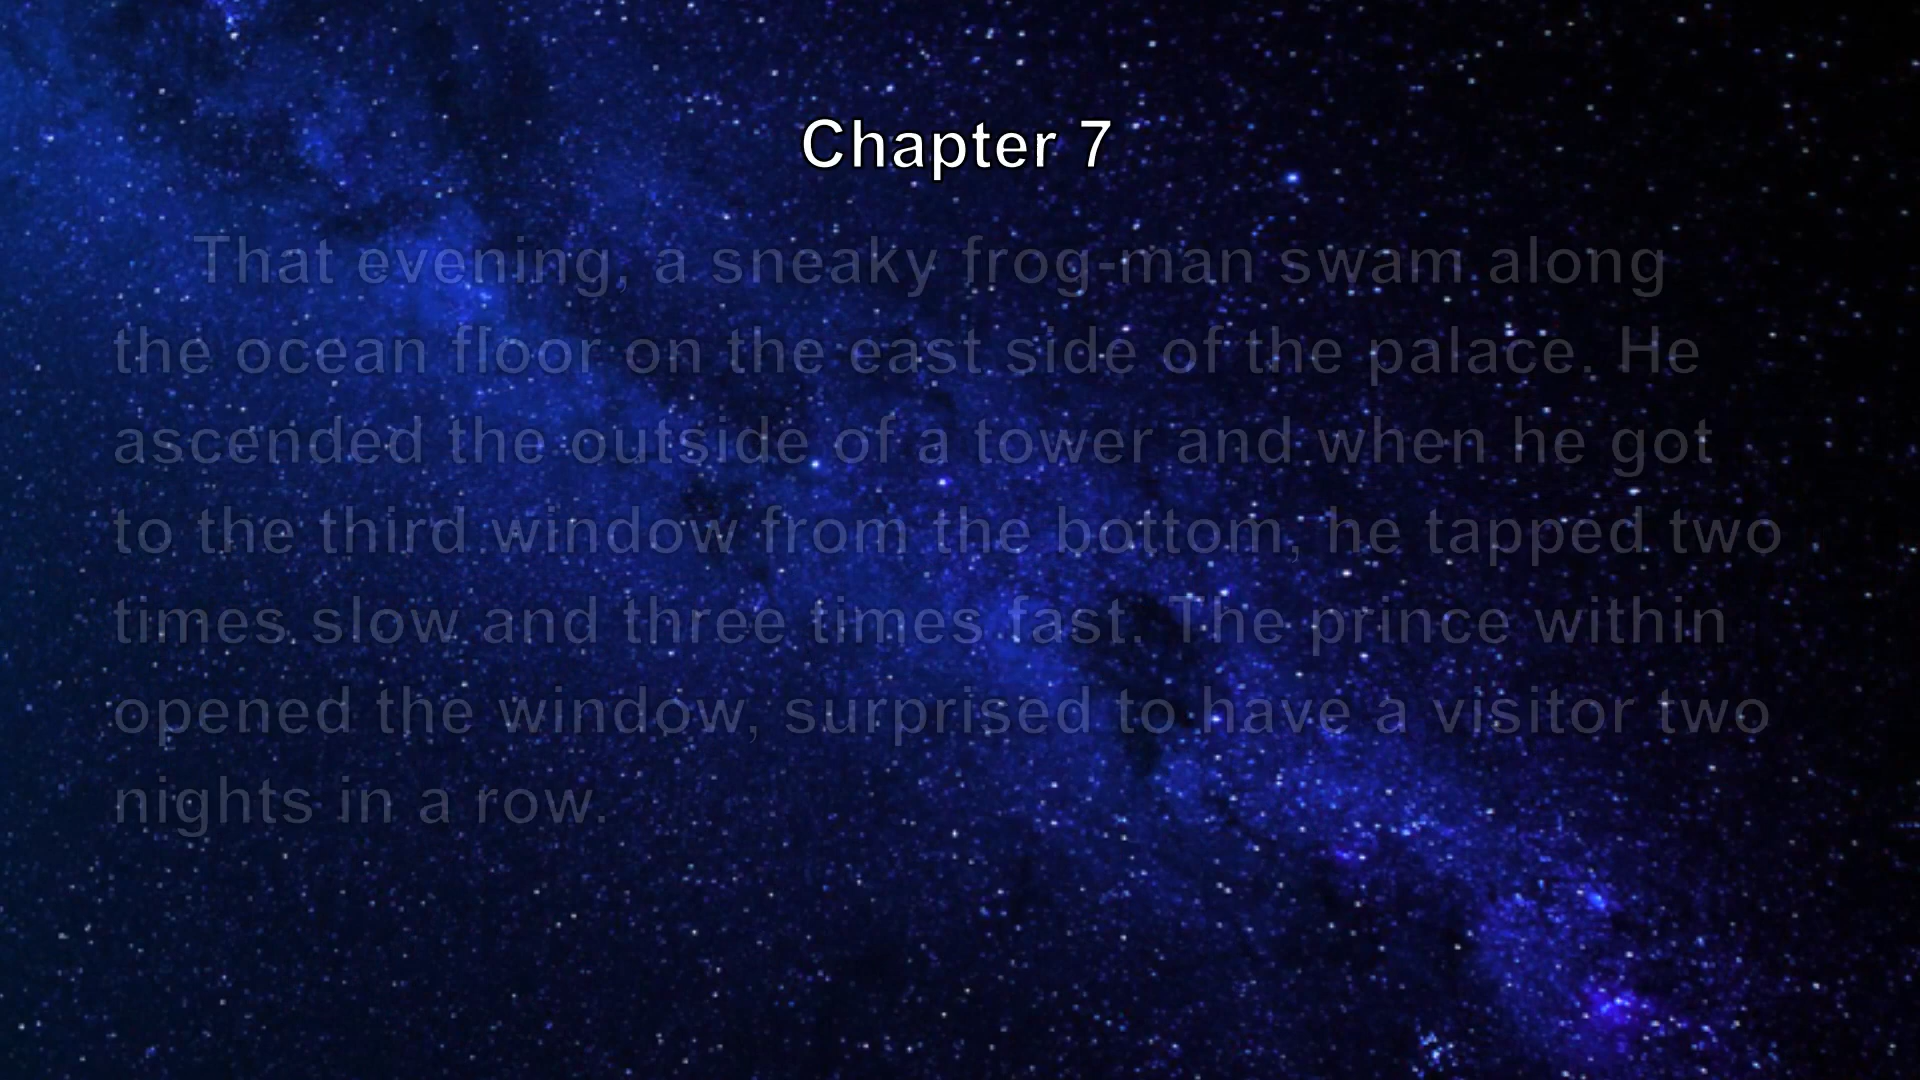 Chapter 7
That evening, a sneaky frog-man swam along
the ocean floor on the east side of the palace. He
ascended the outside of a tower and when he got
to the third window from the bottom, he tapped two
times slow and three times fast. The prince within
opened the window, surprised to have a visitor two
nights in a row.